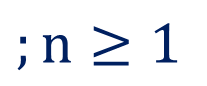 ; n ≥ 1